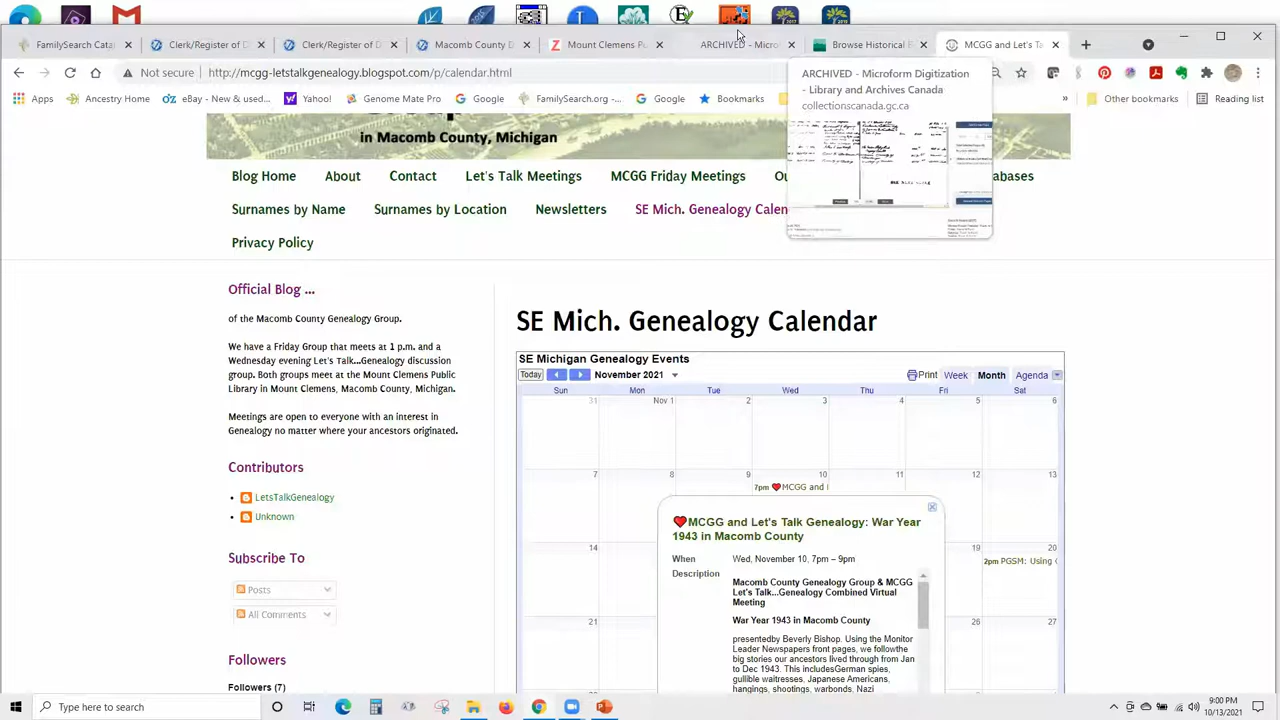 FamilySearch Cat
Clerk/Register of
Clerk/Register of
Macomb County D
Mount Clemens Pu
ARCHIVED - Micro
Browse Historical B
MCGG and Let's Ta
Not secure
http://mcgg-letstalkgenealogy.blogspot.com/p/calendar.html
Apps
Ancestry Home
eBay - New & used...
Yahoo!
Genome Mate Pro
Google
FamilySearch.org -...
Google
Bookmarks
»
Other bookmarks
Reading list
ARCHIVED - Microform Digitization
- Library and Archives Canada
collectionscanada.gc.ca
in Macomb County, Michigan
Blog Home
About
Contact
Let's Talk Meetings
MCGG Friday Meetings
Ou
abases
Surname by Name
Surnames by Location
Newsletters
SE Mich. Genealogy Calen
Privacy Policy
Official Blog ...
of the Macomb County Genealogy Group.
We have a Friday Group that meets at 1 p.m. and a
Wednesday evening Let's Talk...Genealogy discussion
group. Both groups meet at the Mount Clemens Public
Library in Mount Clemens, Macomb County, Michigan.
Meetings are open to everyone with an interest in
Genealogy no matter where your ancestors originated.
Contributors
LetsTalkGenealogy
Unknown
Subscribe To
Posts
All Comments
Followers
Followers (7)
SE Mich. Genealogy Calendar
SE Michigan Genealogy Events
Today
November 2021
Print
Week
Month
Agenda
Sun Mon Tue Wed Thu Fri Sat
31 Nov 1 2 3 4 5 6
7 8 9 10 11 12 13
7pm MCGG and l
14 19 20
2pm PGSM: Using
21 26 27
MCGG and Let's Talk Genealogy: War Year
1943 in Macomb County
When Wed, November 10, 7pm – 9pm
Description Macomb County Genealogy Group & MCGG
Let's Talk...Genealogy Combined Virtual
Meeting
War Year 1943 in Macomb County
presentedby Beverly Bishop. Using the Monitor
Leader Newspapers front pages, we followthe
big stories our ancestors lived through from Jan
to Dec 1943. This includesGerman spies,
gullible waitresses, Japanese Americans,
hangings, shootings, warbonds, Nazi
Type here to search
9:00 PM
10/13/2021